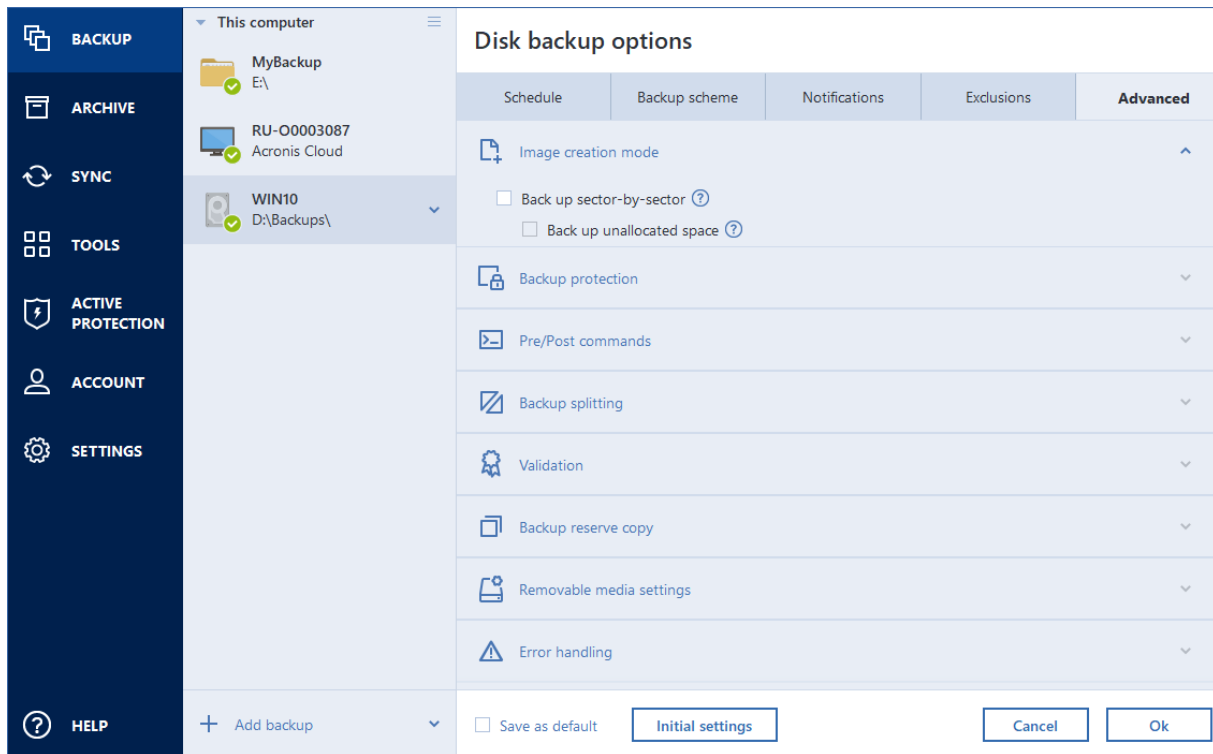 BACKUP
ARCHIVE
SYNC
TOOLS
ACTIVE
PROTECTION
ACCOUNT
SETTINGS
HELP
This computer
MyBackup
E:\
RU-O0003087
Acronis Cloud
WIN10
D:\Backups\
Add backup
Disk backup options
Schedule Backup scheme Notifications Exclusions Advanced
Image creation mode
Back up sector-by-sector ?
Back up unallocated space ?
Backup protection
Pre/Post commands
Backup splitting
Validation
Backup reserve copy
Removable media settings
Error handling
Save as default Initial settings Cancel Ok